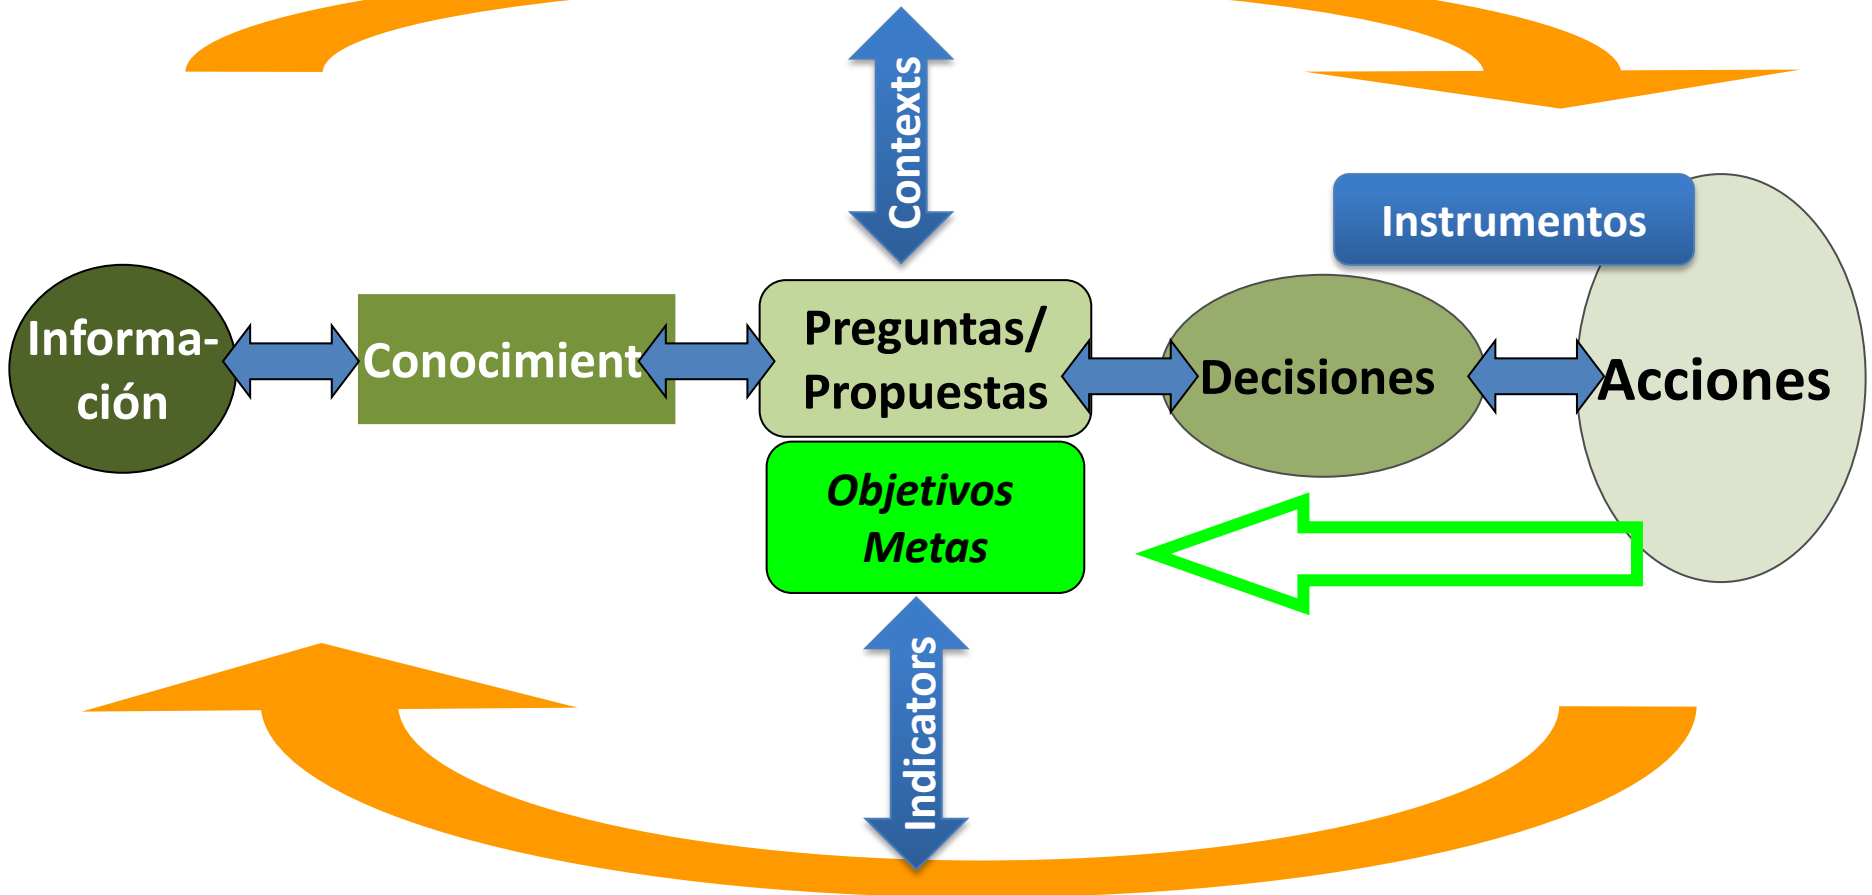 Contexts
Instrumentos
Informa-
ción
Conocimient
Preguntas/
Propuestas
Decisiones
Acciones
Objetivos
Metas
Indicators